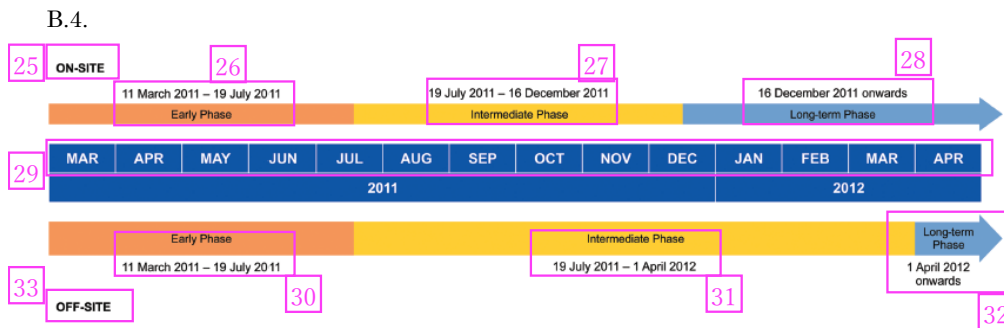 B.4.
25
ON-SITE
26
27
28
11 March 2011 – 19 July 2011
19 July 2011 – 16 December 2011
16 December 2011 onwards
Early Phase
Intermediate Phase
Long-term Phase
29
MAR APR MAY JUN JUL AUG SEP OCT NOV DEC JAN FEB MAR APR
2011 2012
Early Phase
Intermediate Phase
Long-term
Phase
11 March 2011 – 19 July 2011
19 July 2011 – 1 April 2012
1 April 2012
onwards
30
31
32
33
OFF-SITE